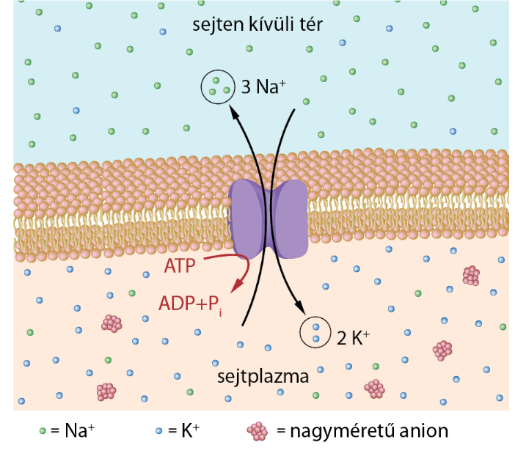 sejten kívüli tér
3 Na⁺
ATP
ADP+Pᵢ
2 K⁺
sejtplazma
= Na⁺ = K⁺ = nagyméretű anion